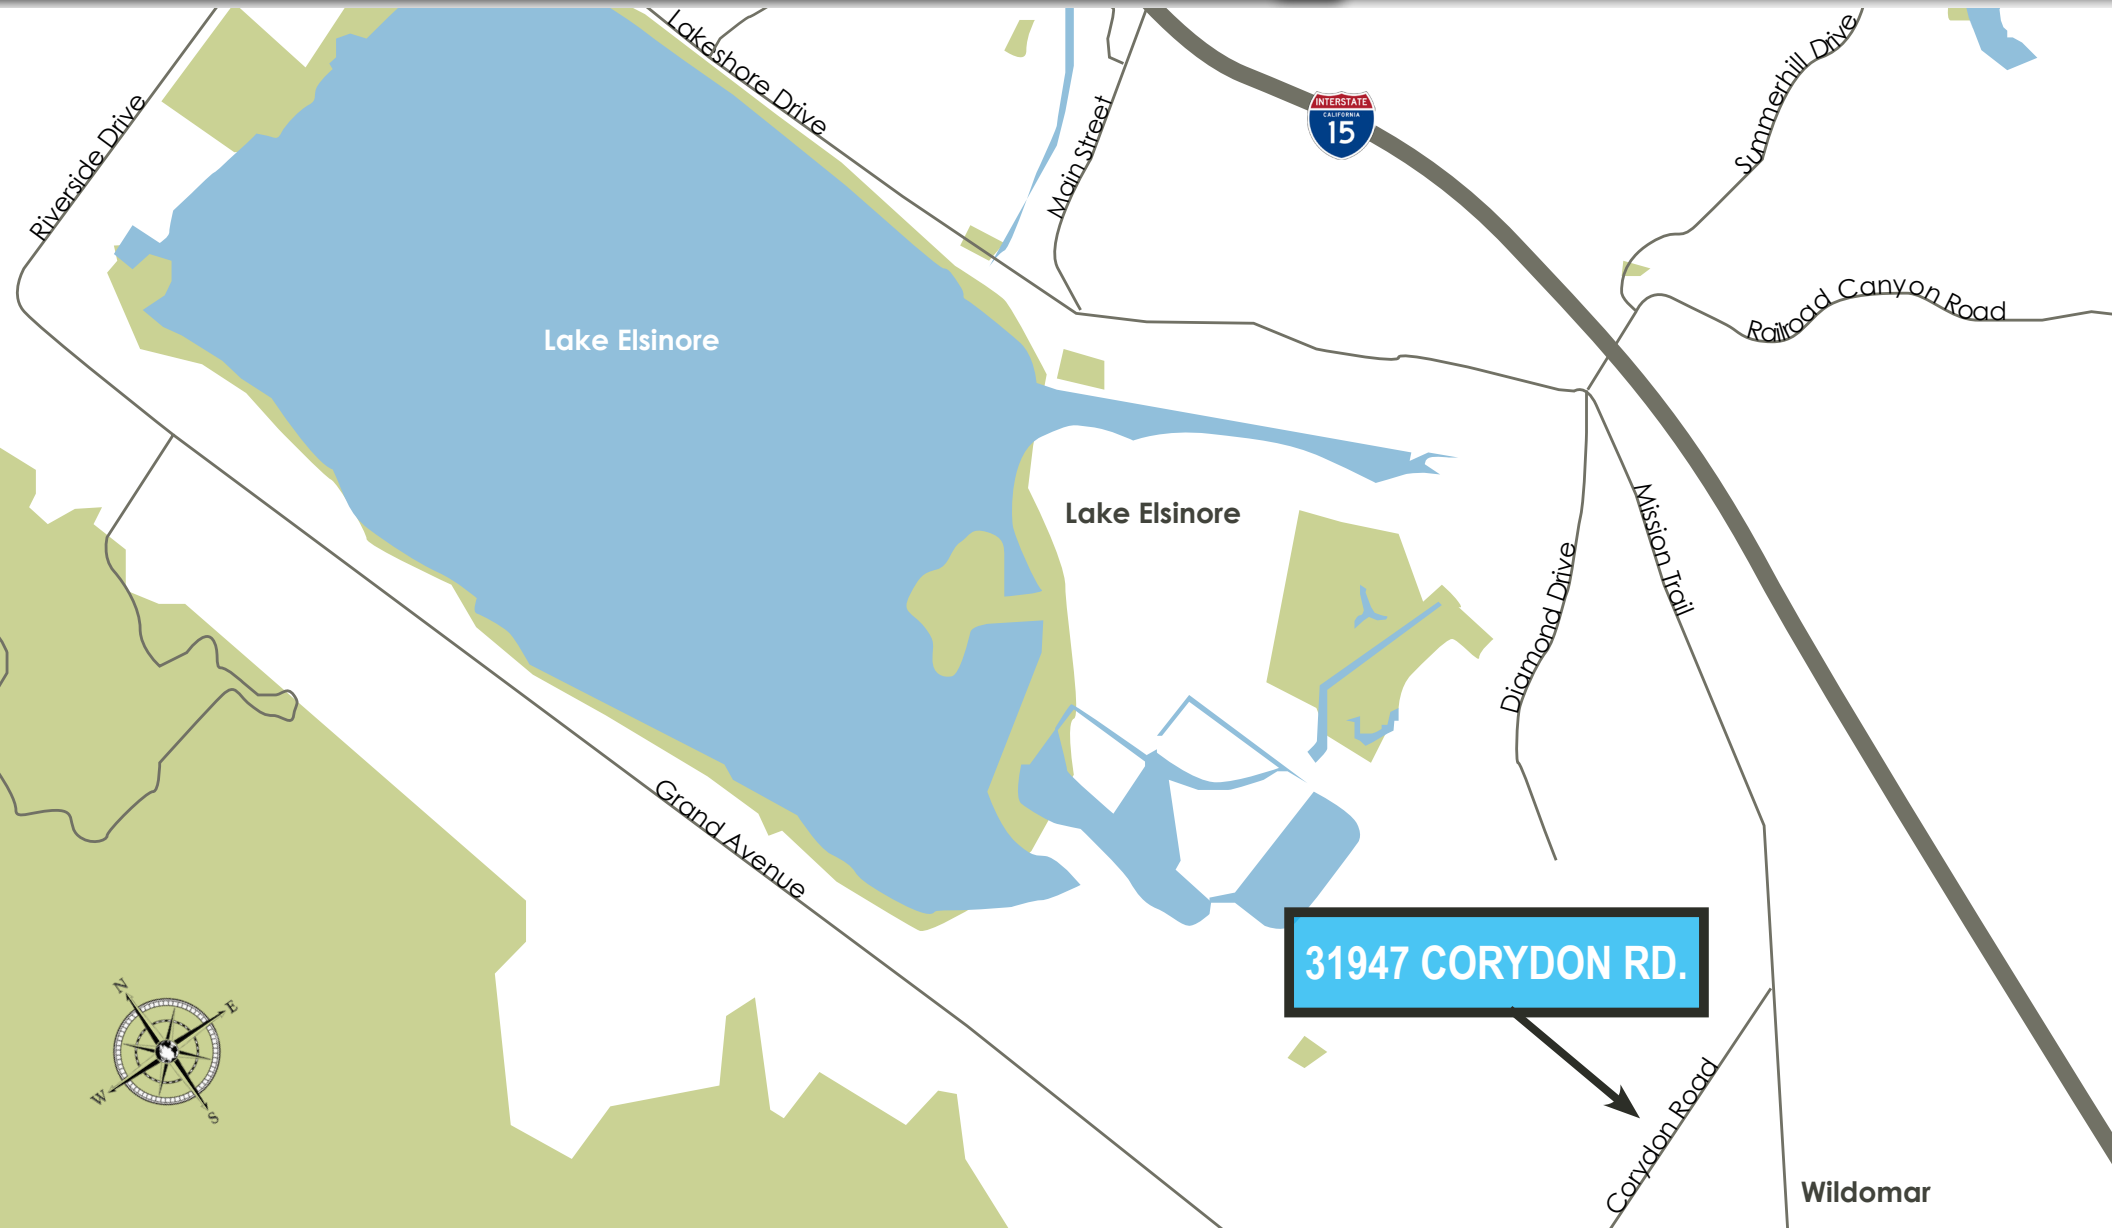 Lakeshore Drive
Riverside Drive
Main Street
INTERSTATE
CALIFORNIA
15
Summerhill Drive
Railroad Canyon Road
Lake Elsinore
Lake Elsinore
Mission Trail
Diamond Drive
Grand Avenue
31947 CORYDON RD.
N
E
W
S
Corydon Road
Wildomar